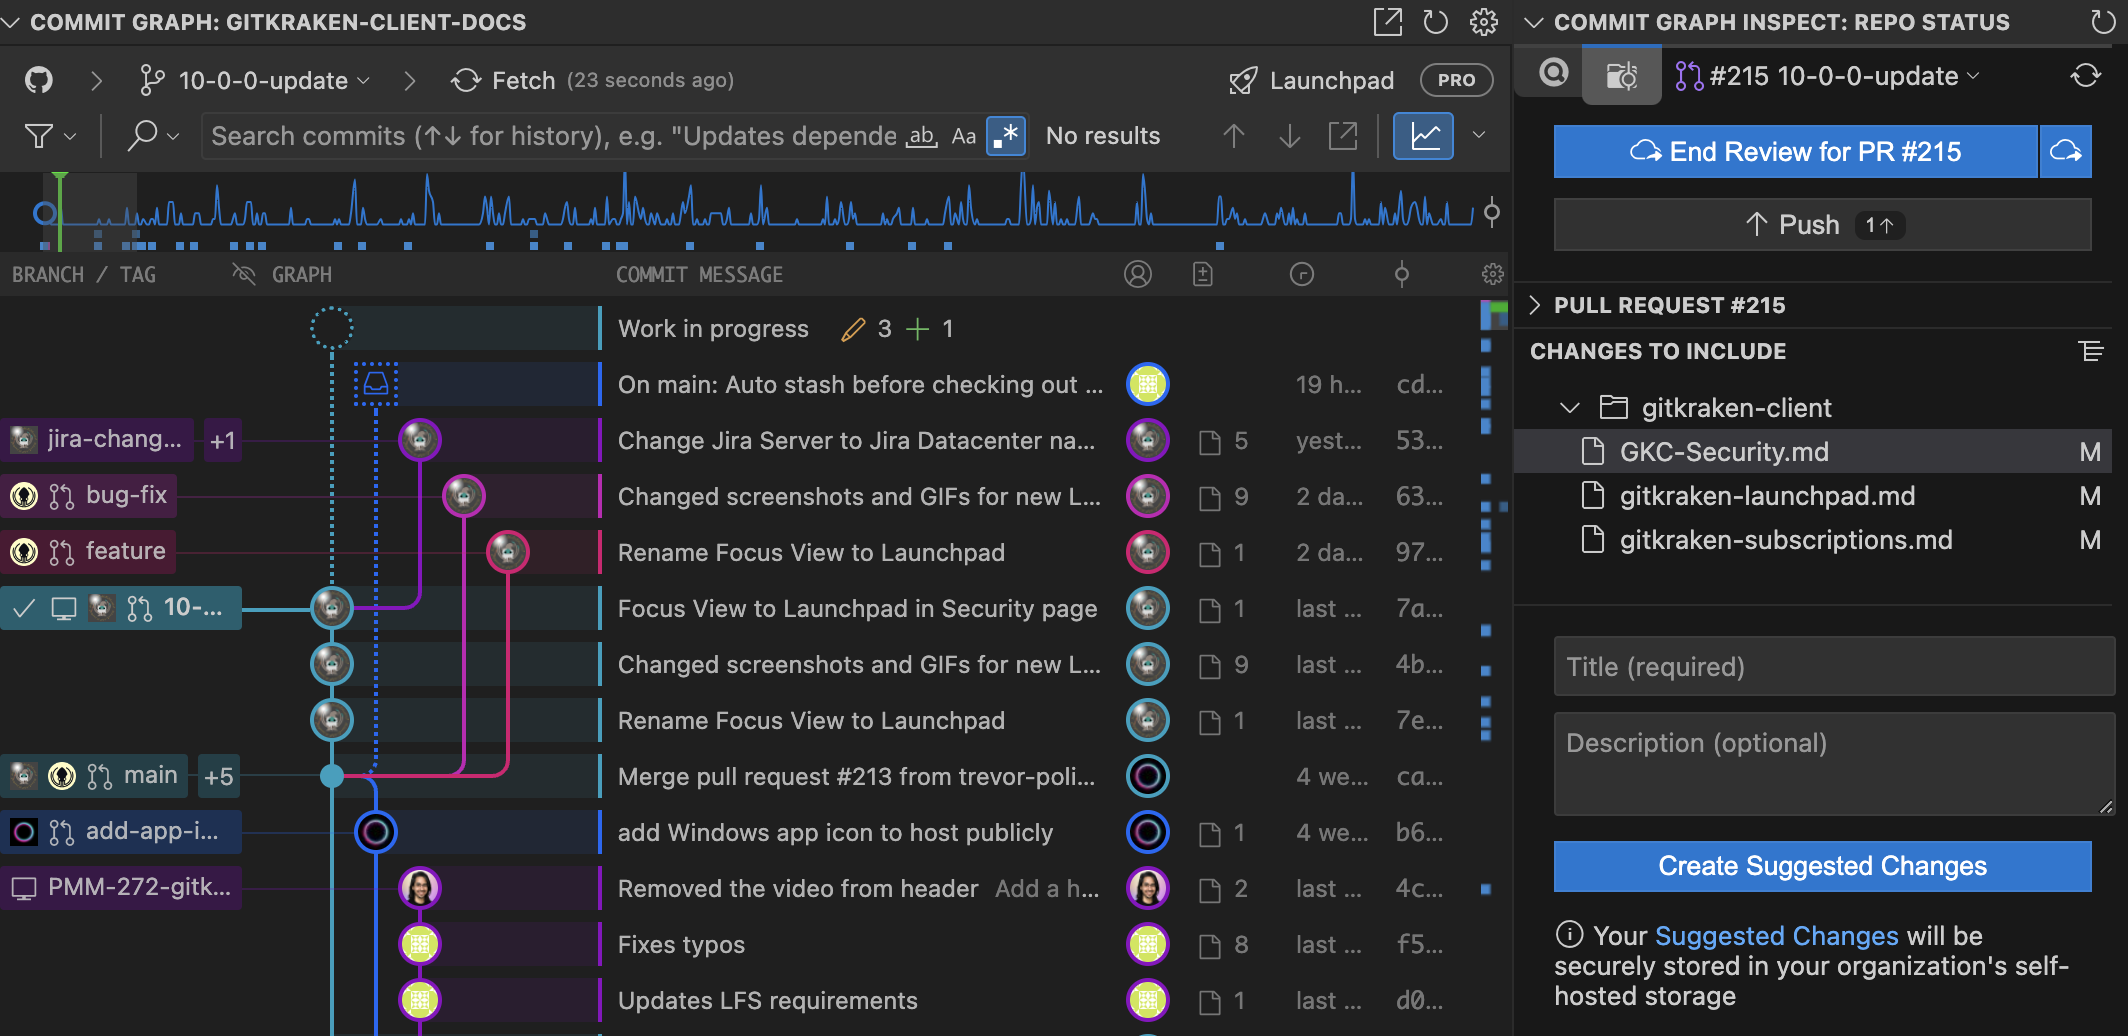 COMMIT GRAPH: GITKRAKEN-CLIENT-DOCS
10-0-0-update
Fetch (23 seconds ago)
Launchpad
PRO
Search commits (↑↓ for history), e.g. "Updates depende
ab
Aa
.*
No results
BRANCH / TAG
GRAPH
COMMIT MESSAGE
Work in progress 3 + 1
On main: Auto stash before checking out ... 19 h... cd...
jira-chang... +1 Change Jira Server to Jira Datacenter na... 5 yest... 53...
bug-fix Changed screenshots and GIFs for new L... 9 2 da... 63...
feature Rename Focus View to Launchpad 1 2 da... 97...
10-... Focus View to Launchpad in Security page 1 last ... 7a...
Changed screenshots and GIFs for new L... 9 last ... 4b...
Rename Focus View to Launchpad 1 last ... 7e...
main +5 Merge pull request #213 from trevor-poli... 4 we... ca...
add-app-i... add Windows app icon to host publicly 1 4 we... b6...
PMM-272-gitk... Removed the video from header Add a h... 2 last ... 4c...
Fixes typos 8 last ... f5...
Updates LFS requirements 1 last ... d0...
COMMIT GRAPH INSPECT: REPO STATUS
#215 10-0-0-update
End Review for PR #215
↑ Push 1↑
PULL REQUEST #215
CHANGES TO INCLUDE
gitkraken-client
GKC-Security.md M
gitkraken-launchpad.md M
gitkraken-subscriptions.md M
Title (required)
Description (optional)
Create Suggested Changes
Your Suggested Changes will be
securely stored in your organization's self-
hosted storage